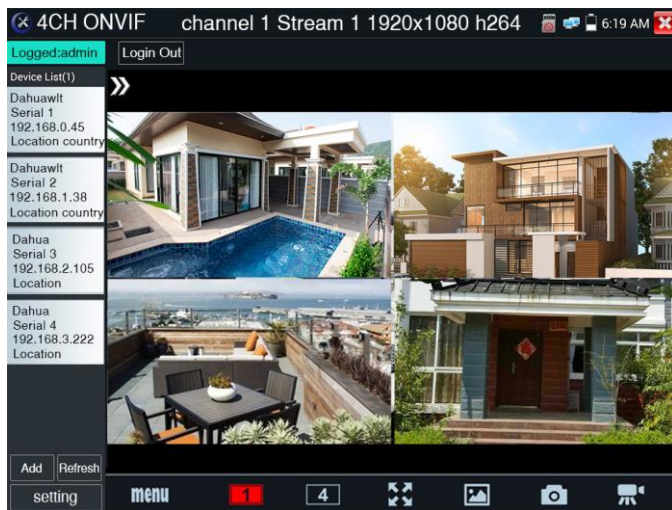 4CH ONVIF channel 1 Stream 1 1920x1080 h264 6:19 AM
Logged:admin Login Out
Device List(1)
Dahuawlt
Serial 1
192.168.0.45
Location country
Dahuawlt
Serial 2
192.168.1.38
Location country
Dahua
Serial 3
192.168.2.105
Location
Dahua
Serial 4
192.168.3.222
Location
Add Refresh
setting menu 1 4